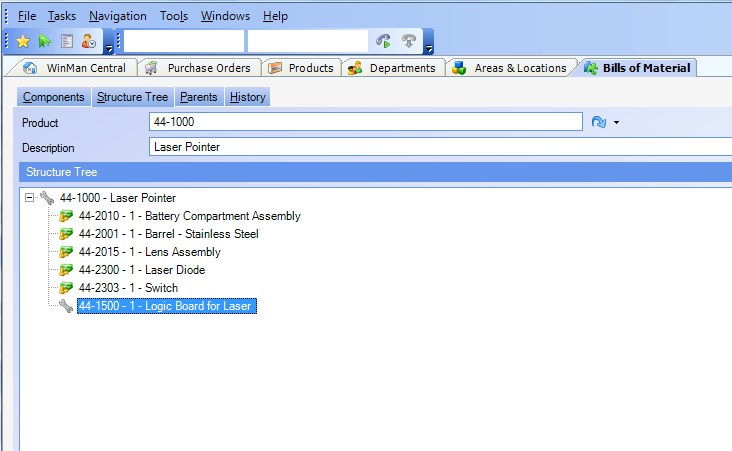 File Tasks Navigation Tools Windows Help
WinMan Central Purchase Orders Products Departments Areas & Locations Bills of Material
Components Structure Tree Parents History
Product 44-1000
Description Laser Pointer
Structure Tree
44-1000 - Laser Pointer
44-2010 - 1 - Battery Compartment Assembly
44-2001 - 1 - Barrel - Stainless Steel
44-2015 - 1 - Lens Assembly
44-2300 - 1 - Laser Diode
44-2303 - 1 - Switch
44-1500 - 1 - Logic Board for Laser